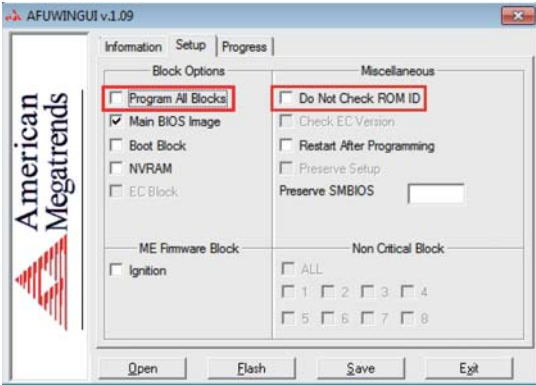 AFUWINGUI v.1.09
Information Setup Progress
American
Megatrends
Block Options
Program All Blocks
Main BIOS Image
Boot Block
NVRAM
EC Block
ME Firmware Block
Ignition
Miscellaneous
Do Not Check ROM ID
Check EC Version
Restart After Programming
Preserve Setup
Preserve SMBIOS
Non Critical Block
ALL
1 2 3 4
5 6 7 8
Open Flash Save Exit